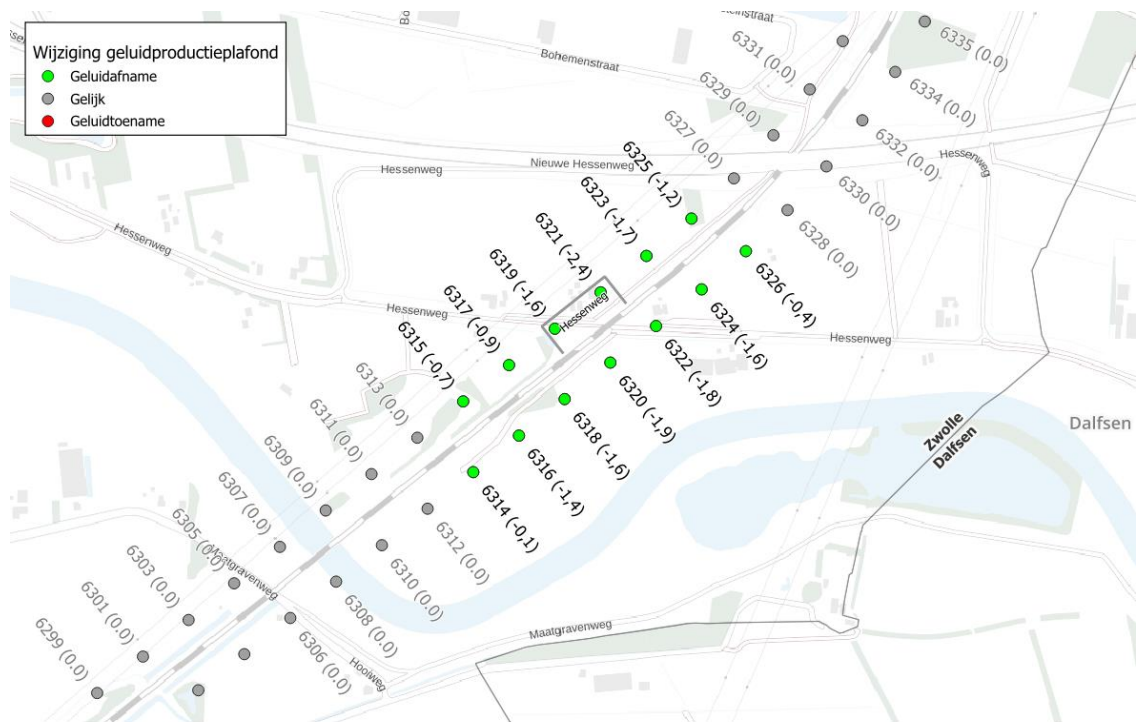 Wijziging geluidproductieplafond
Geluidafname
Gelijk
Geluidtoename
Bohemenstraat
6335 (0.0)
6334 (0.0)
6331 (0.0)
6332 (0.0)
6329 (0.0)
6330 (0.0)
6327 (0.0)
6328 (0.0)
Nieuwe Hessenweg
Hessenweg
Hessenweg
6325 (-1,2)
6326 (-0,4)
6323 (-1,7)
6324 (-1,6)
6321 (-2,4)
6322 (-1,8)
6319 (-1,6)
6320 (-1,9)
Hessenweg
Hessenweg
Hessenweg
Hessenweg
6317 (-0,9)
6318 (-1,6)
6315 (-0,7)
6316 (-1,4)
6313 (0.0)
6314 (-0,1)
6311 (0.0)
6312 (0.0)
6309 (0.0)
6310 (0.0)
6307 (0.0)
6308 (0.0)
6305 (0.0)
6306 (0.0)
6303 (0.0)
6301 (0.0)
6299 (0.0)
Zwolle
Dalfsen
Dalfsen
Maatgravenweg
Maatgravenweg
Hooiweg